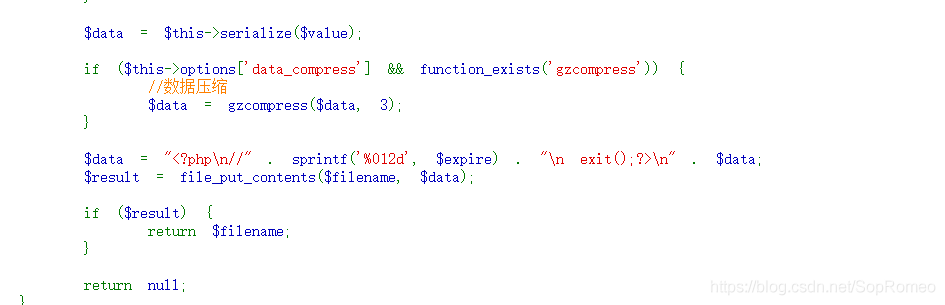 $data = $this->serialize($value);
if ($this->options['data_compress'] && function_exists('gzcompress')) {
//数据压缩
$data = gzcompress($data, 3);
}
$data = "<?php\n//" . sprintf('%012d', $expire) . "\n exit();?>\n" . $data;
$result = file_put_contents($filename, $data);
if ($result) {
return $filename;
}
return null;
}
https://blog.csdn.net/SopRomeo